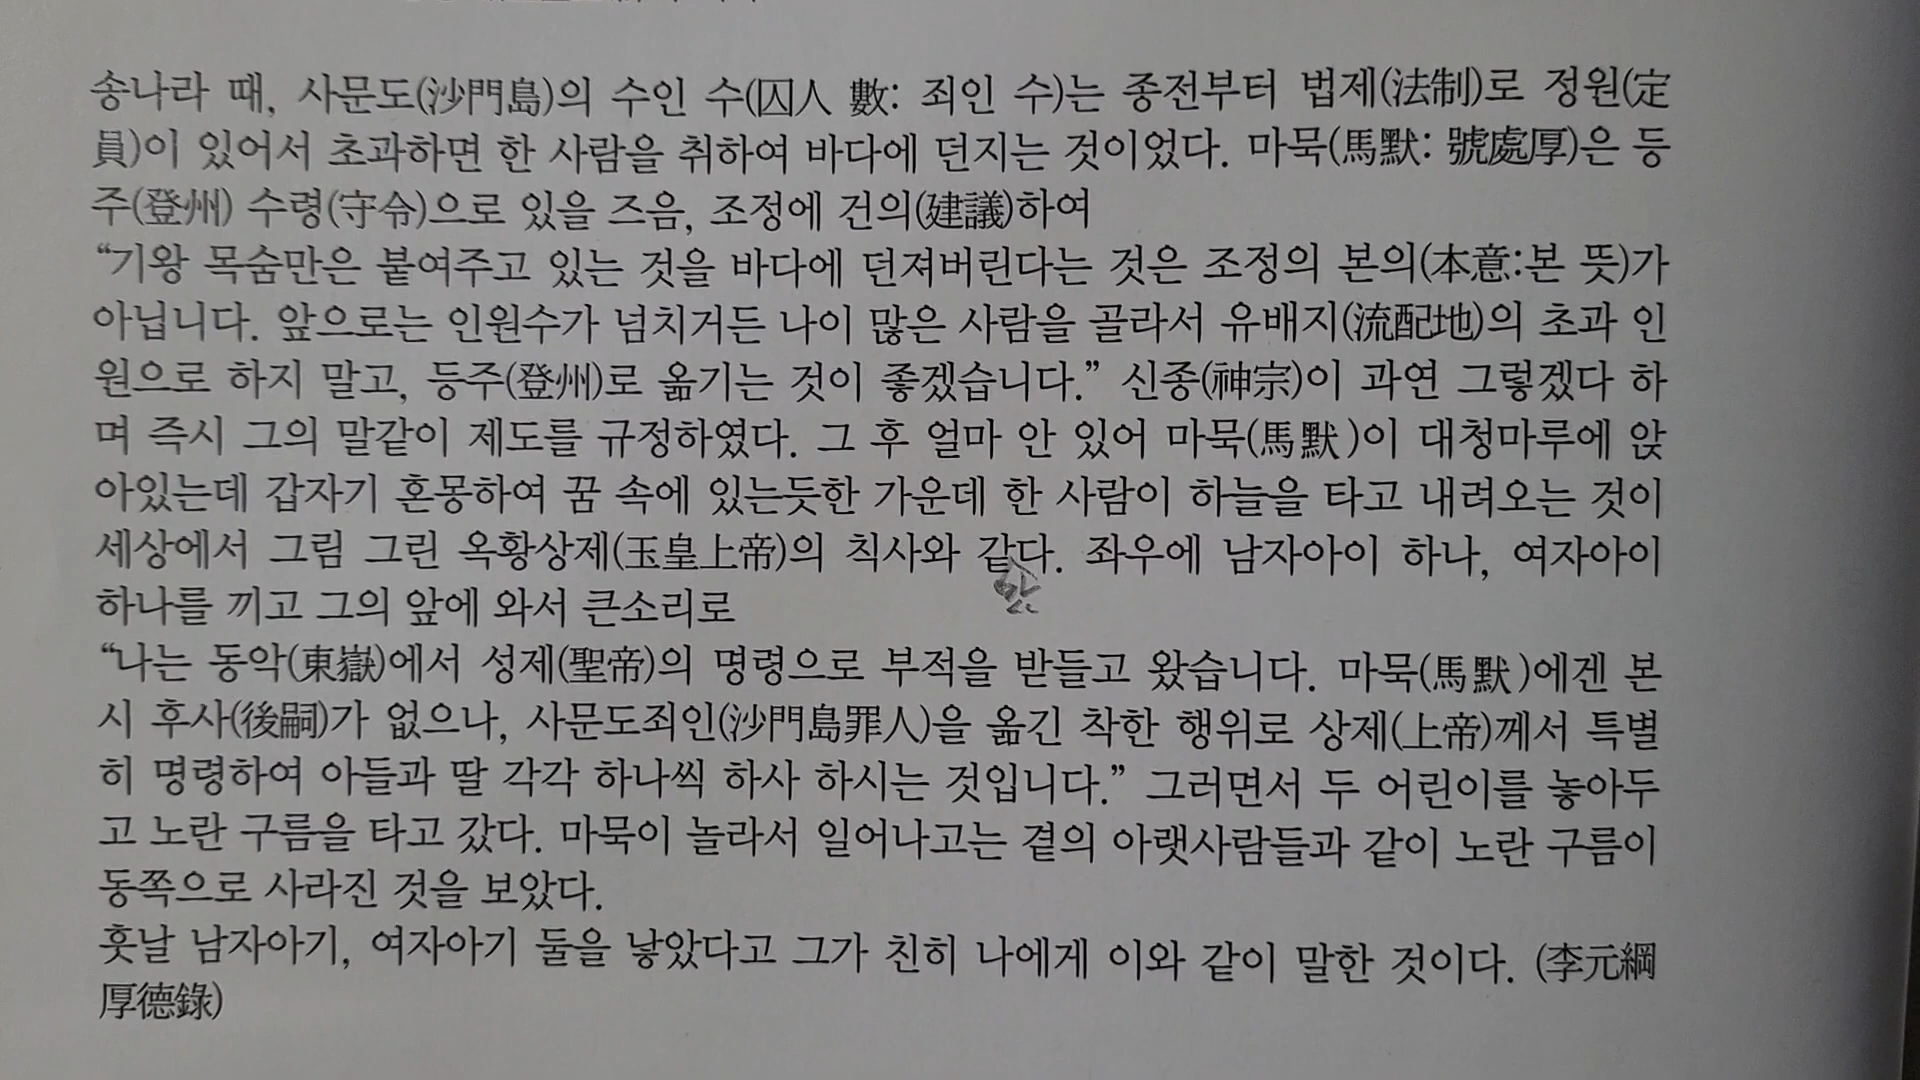 송나라 때, 사문도(沙門島)의 수인 수(囚人 數: 죄인 수)는 종전부터 법제(法制)로 정원(定
員)이 있어서 초과하면 한 사람을 취하여 바다에 던지는 것이었다. 마묵(馬默: 號處厚)은 등
주(登州) 수령(守令)으로 있을 즈음, 조정에 건의(建議)하여
“기왕 목숨만은 붙여주고 있는 것을 바다에 던져버린다는 것은 조정의 본의(本意:본 뜻)가
아닙니다. 앞으로는 인원수가 넘치거든 나이 많은 사람을 골라서 유배지(流配地)의 초과 인
원으로 하지 말고, 등주(登州)로 옮기는 것이 좋겠습니다.” 신종(神宗)이 과연 그렇겠다 하
며 즉시 그의 말같이 제도를 규정하였다. 그 후 얼마 안 있어 마묵(馬默)이 대청마루에 앉
아있는데 갑자기 혼몽하여 꿈 속에 있는듯한 가운데 한 사람이 하늘을 타고 내려오는 것이
세상에서 그림 그린 옥황상제(玉皇上帝)의 칙사와 같다. 좌우에 남자아이 하나, 여자아이
하나를 끼고 그의 앞에 와서 큰소리로
“나는 동악(東嶽)에서 성제(聖帝)의 명령으로 부적을 받들고 왔습니다. 마묵(馬默)에겐 본
시 후사(後嗣)가 없으나, 사문도죄인(沙門島罪人)을 옮긴 착한 행위로 상제(上帝)께서 특별
히 명령하여 아들과 딸 각각 하나씩 하사 하시는 것입니다.” 그러면서 두 어린이를 놓아두
고 노란 구름을 타고 갔다. 마묵이 놀라서 일어나고는 곁의 아랫사람들과 같이 노란 구름이
동쪽으로 사라진 것을 보았다.
훗날 남자아기, 여자아기 둘을 낳았다고 그가 친히 나에게 이와 같이 말한 것이다. (李元綱
厚德錄)